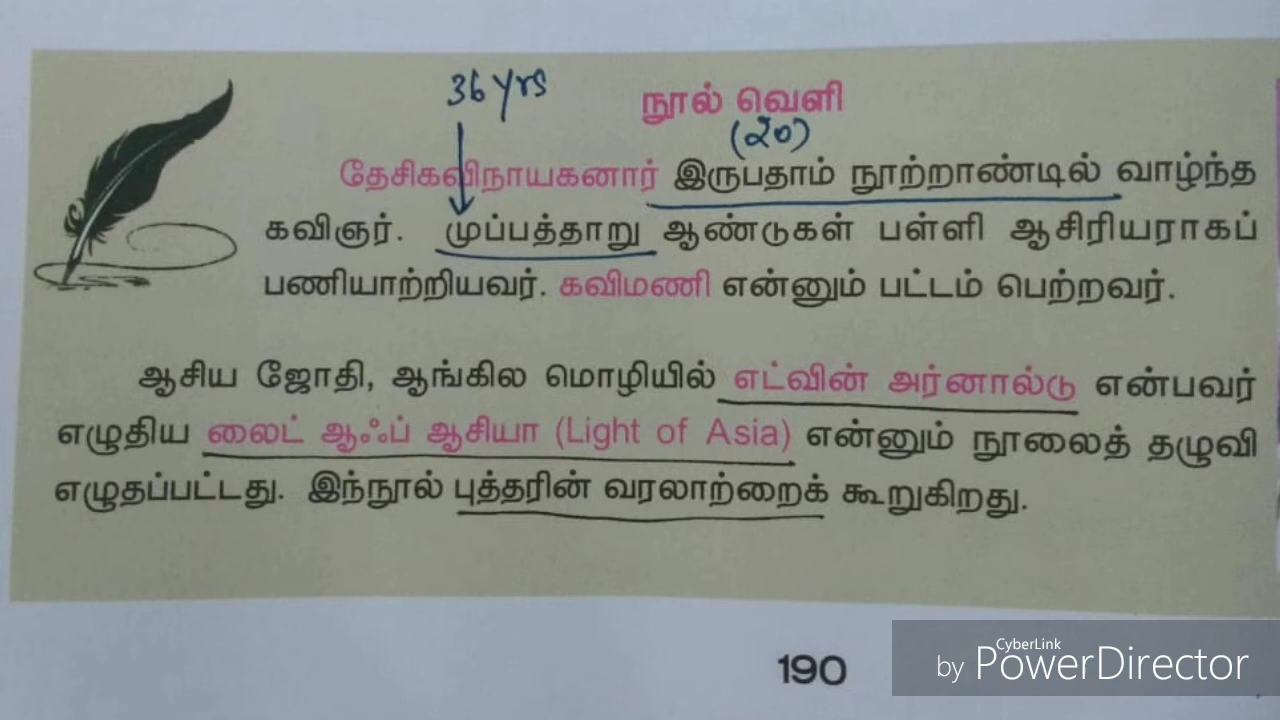 36 yrs
நூல் வெளி
(20)
தேசிகவிநாயகனார் இருபதாம் நூற்றாண்டில் வாழ்ந்த
கவிஞர். முப்பத்தாறு ஆண்டுகள் பள்ளி ஆசிரியராகப்
பணியாற்றியவர். கவிமணி என்னும் பட்டம் பெற்றவர்.
ஆசிய ஜோதி, ஆங்கில மொழியில் எட்வின் அர்னால்டு என்பவர்
எழுதிய லைட் ஆஃப் ஆசியா (Light of Asia) என்னும் நூலைத் தழுவி
எழுதப்பட்டது. இந்நூல் புத்தரின் வரலாற்றைக் கூறுகிறது.
190
CyberLink
by PowerDirector